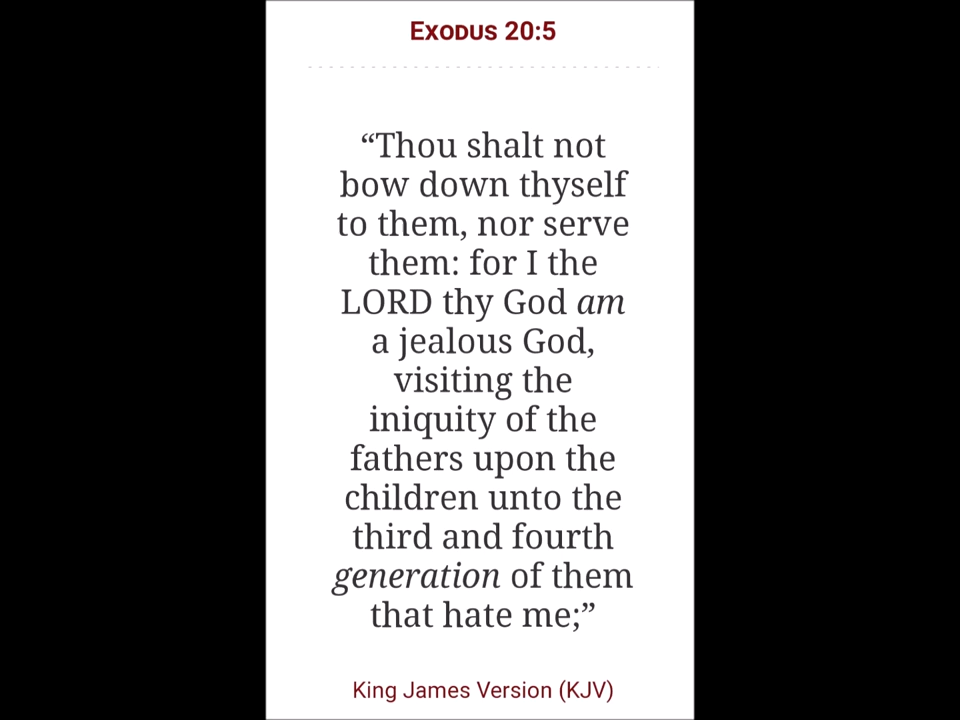 Exodus 20:5
“Thou shalt not
bow down thyself
to them, nor serve
them: for I the
LORD thy God am
a jealous God,
visiting the
iniquity of the
fathers upon the
children unto the
third and fourth
generation of them
that hate me;”
King James Version (KJV)